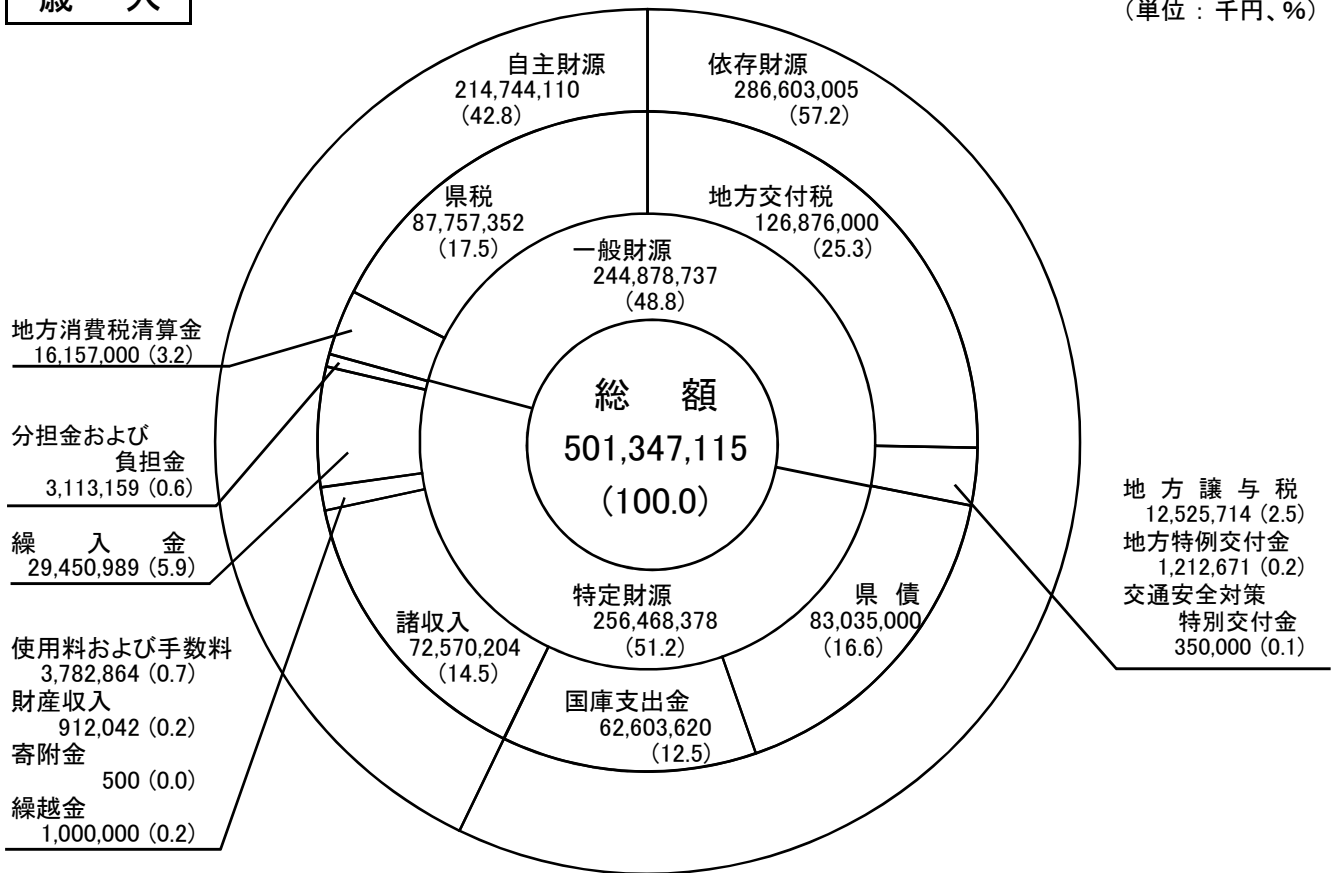 歳 入
（単位：千円、%）
自主財源
214,744,110
(42.8)
依存財源
286,603,005
(57.2)
県税
87,757,352
(17.5)
地方交付税
126,876,000
(25.3)
一般財源
244,878,737
(48.8)
地方消費税清算金
16,157,000 (3.2)
総 額
501,347,115
(100.0)
分担金および
負担金
3,113,159 (0.6)
繰 入 金
29,450,989 (5.9)
地 方 譲 与 税
12,525,714 (2.5)
地方特例交付金
1,212,671 (0.2)
交通安全対策
特別交付金
350,000 (0.1)
特定財源
256,468,378
(51.2)
県 債
83,035,000
(16.6)
諸収入
72,570,204
(14.5)
国庫支出金
62,603,620
(12.5)
使用料および手数料
3,782,864 (0.7)
財産収入
912,042 (0.2)
寄附金
500 (0.0)
繰越金
1,000,000 (0.2)